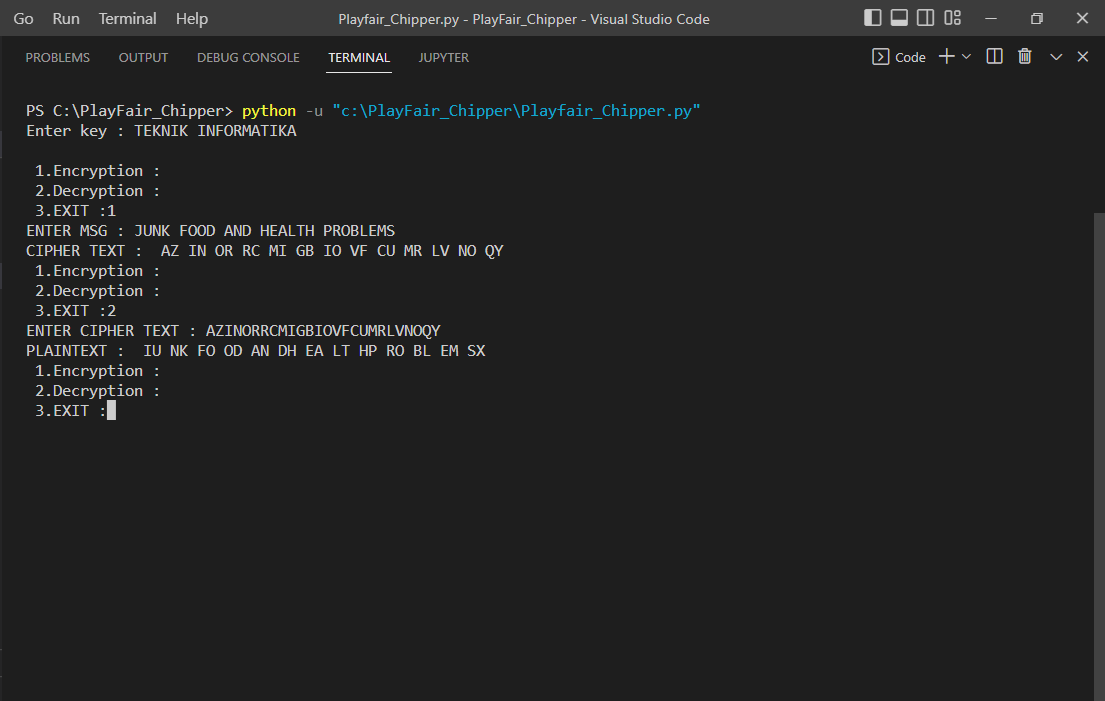 Go Run Terminal Help Playfair_Chipper.py - PlayFair_Chipper - Visual Studio Code
PROBLEMS OUTPUT DEBUG CONSOLE TERMINAL JUPYTER Code
PS C:\PlayFair_Chipper> python -u "c:\PlayFair_Chipper\Playfair_Chipper.py"
Enter key : TEKNIK INFORMATIKA
1.Encryption :
2.Decryption :
3.EXIT :1
ENTER MSG : JUNK FOOD AND HEALTH PROBLEMS
CIPHER TEXT :  AZ IN OR RC MI GB IO VF CU MR LV NO QY
1.Encryption :
2.Decryption :
3.EXIT :2
ENTER CIPHER TEXT : AZINORRCMIGBIOVFCUMRLVNOQY
PLAINTEXT :  IU NK FO OD AN DH EA LT HP RO BL EM SX
1.Encryption :
2.Decryption :
3.EXIT :